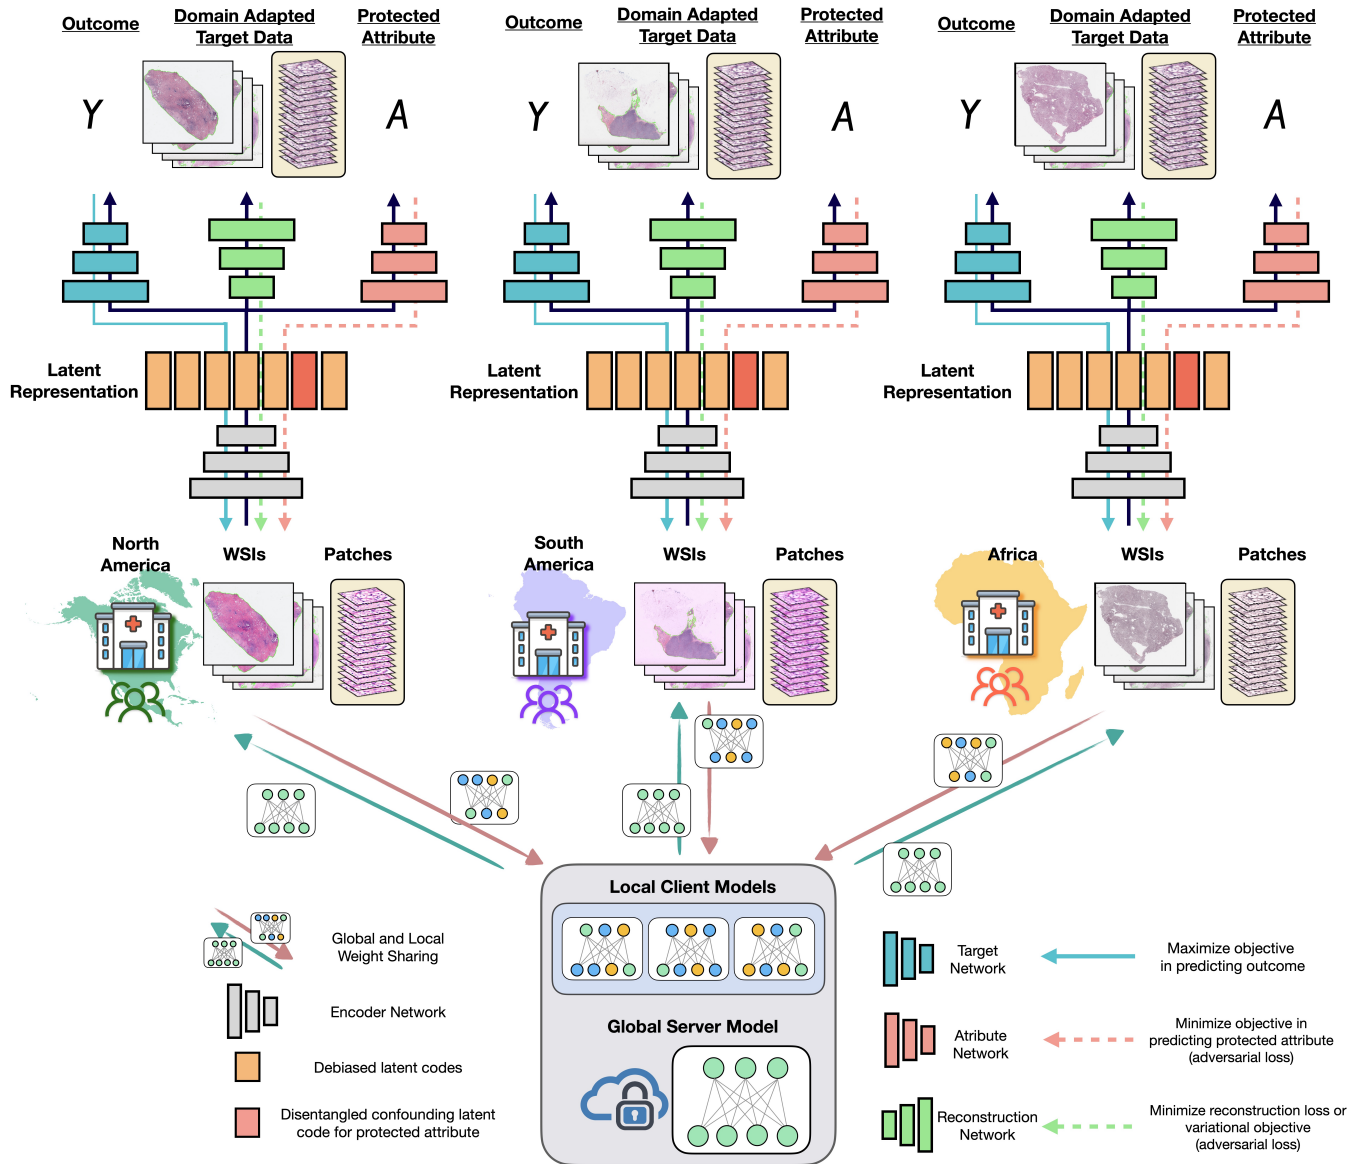 Outcome
Domain Adapted
Target Data
Protected
Attribute
Outcome
Domain Adapted
Target Data
Protected
Attribute
Outcome
Domain Adapted
Target Data
Protected
Attribute
Y
A
Y
A
Y
A
Latent
Representation
Latent
Representation
Latent
Representation
North
America
WSIs
Patches
South
America
WSIs
Patches
Africa
WSIs
Patches
Local Client Models
Global Server Model
Global and Local
Weight Sharing
Encoder Network
Debiased latent codes
Disentangled confounding latent
code for protected attribute
Target
Network
Maximize objective
in predicting outcome
Atribute
Network
Minimize objective in
predicting protected attribute
(adversarial loss)
Reconstruction
Network
Minimize reconstruction loss or
variational objective
(adversarial loss)